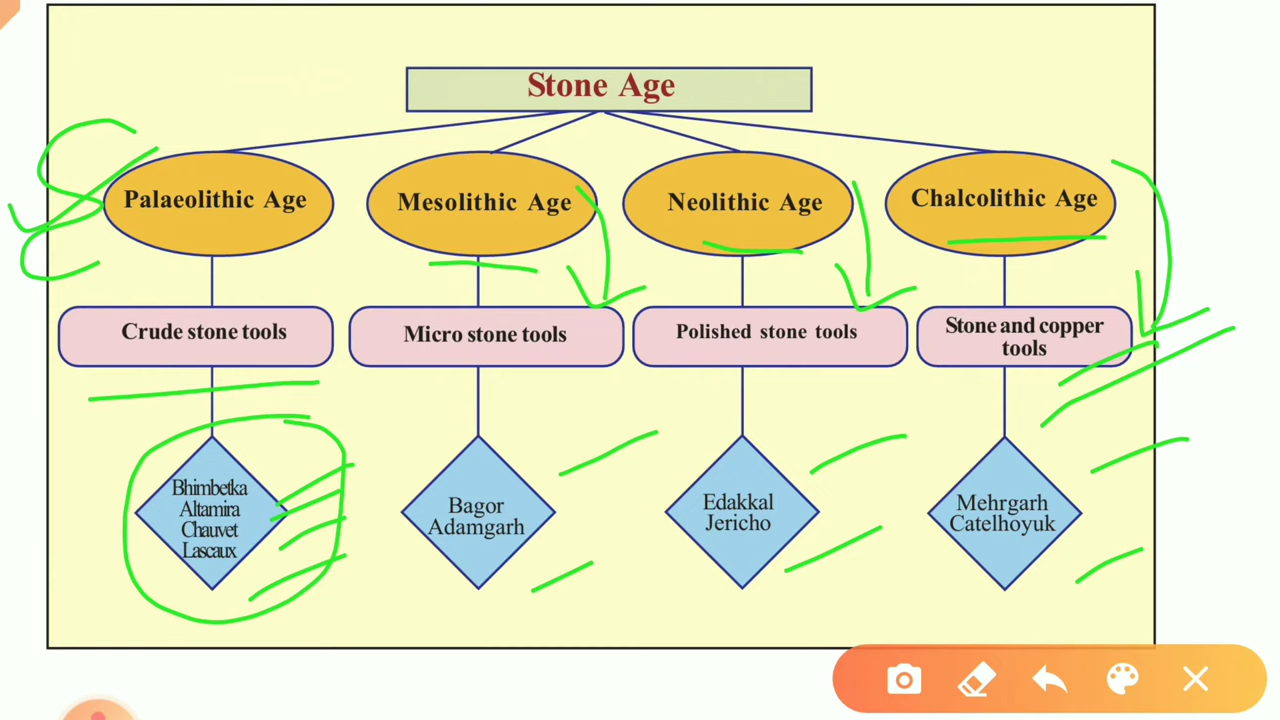 Stone Age
Palaeolithic Age
Mesolithic Age
Neolithic Age
Chalcolithic Age
Crude stone tools
Micro stone tools
Polished stone tools
Stone and copper
tools
Bhimbetka
Altamira
Chauvet
Lascaux
Bagor
Adamgarh
Edakkal
Jericho
Mehrgarh
Catelhoyuk